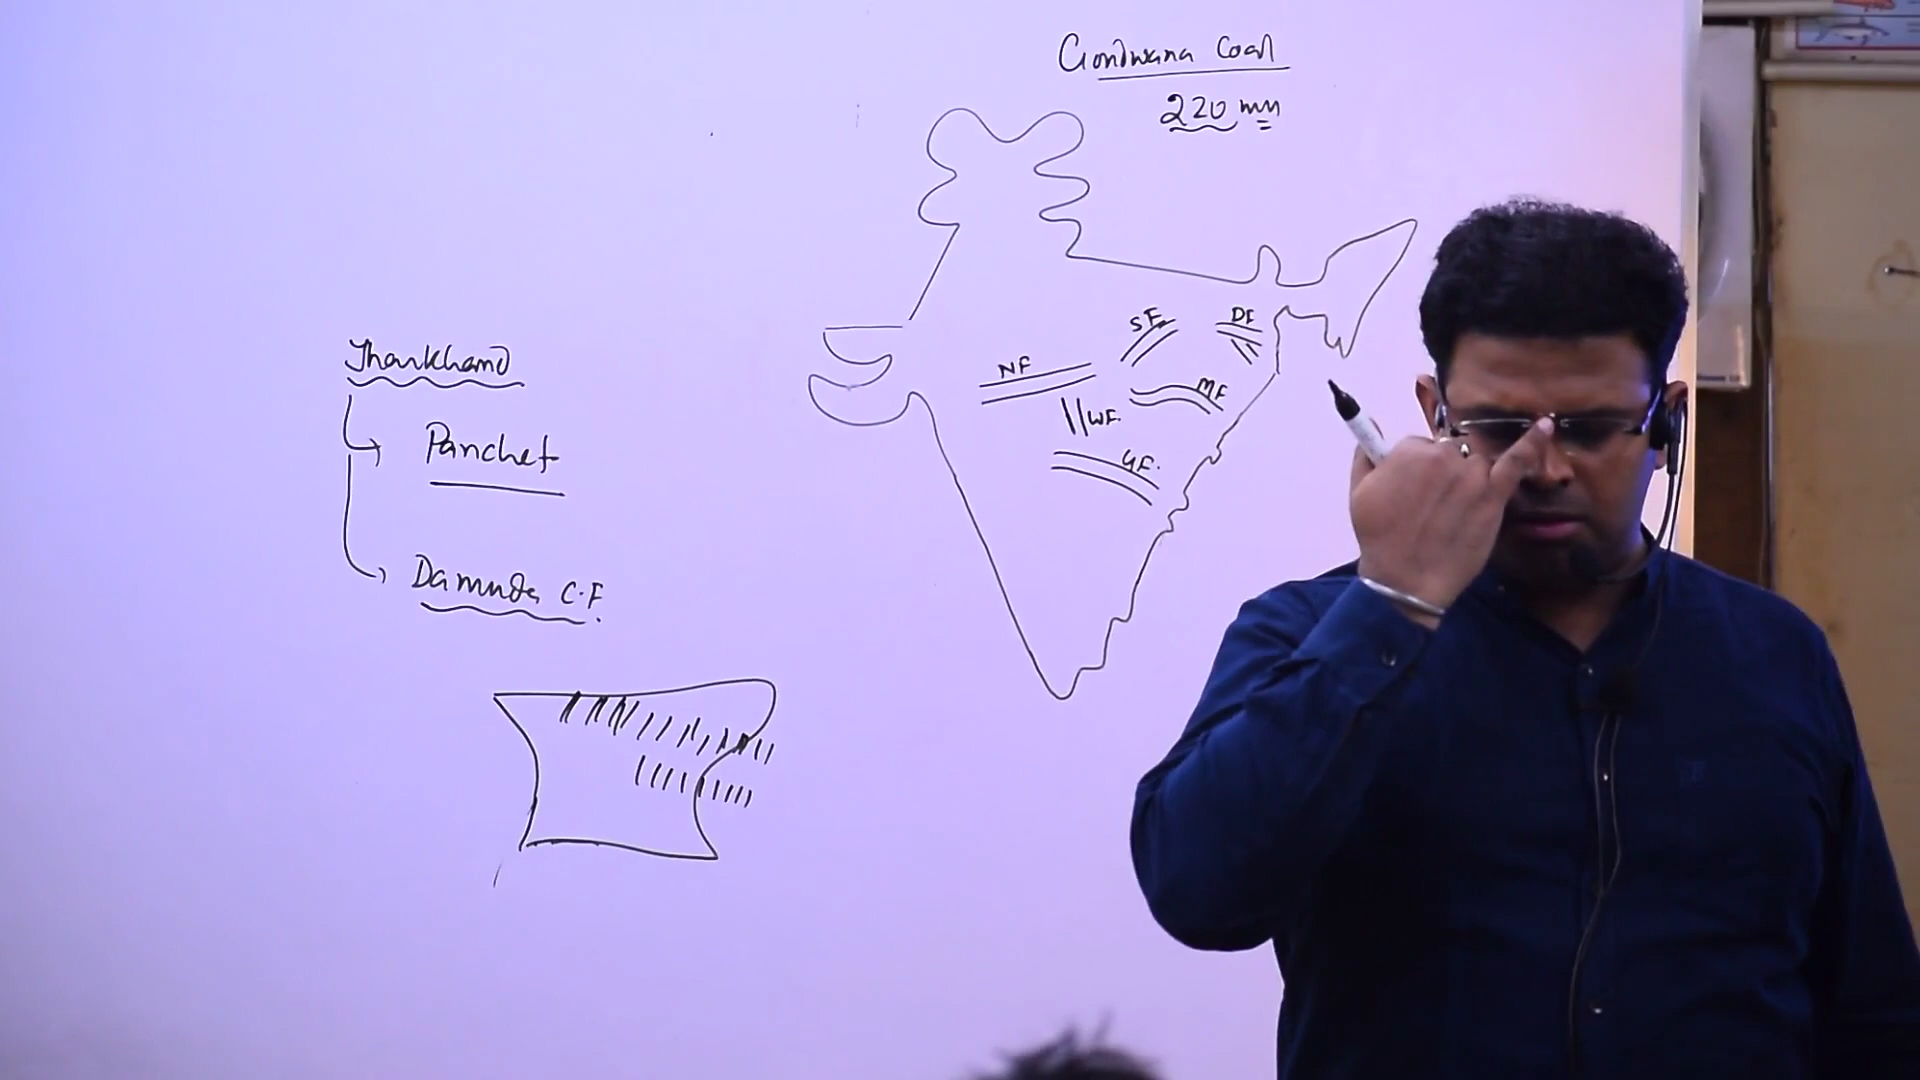 Gondwana Coal
220 mn
SF
DF
NF
MF
WF.
GF.
Jharkhand
Panchet
Damuda C.F.